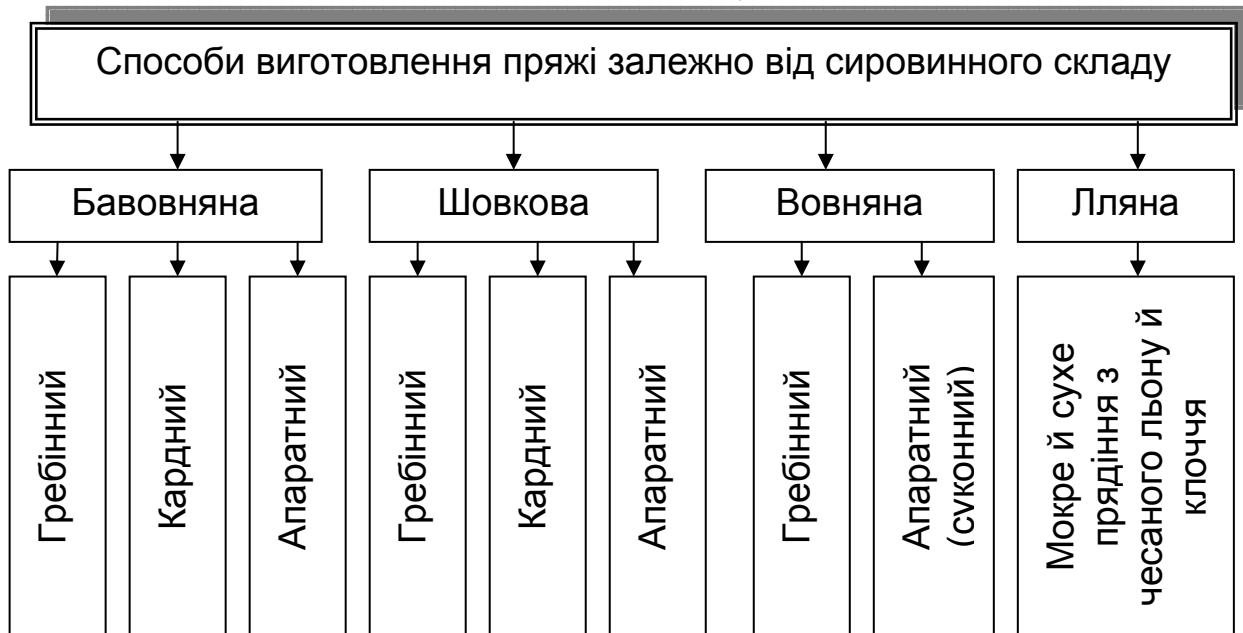 Способи виготовлення пряжі залежно від сировинного складу
Бавовняна
Шовкова
Вовняна
Лляна
Гребінний
Кардний
Апаратний
Гребінний
Кардний
Апаратний
Гребінний
Апаратний
(суконний)
Мокре й сухе
прядіння з
чесаного льону й
клоччя